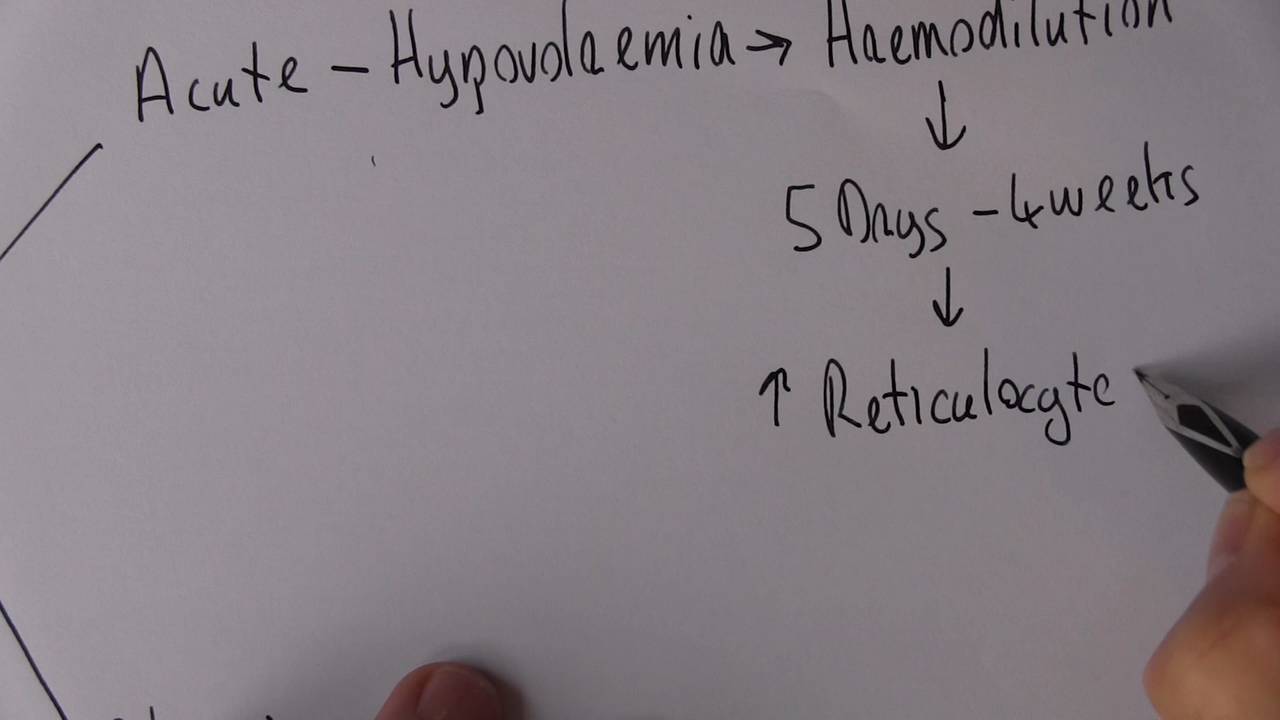 Acute - Hypovolaemia → Haemodilution
↓
5 Days - 4 weeks
↓
↑ Reticulocyte